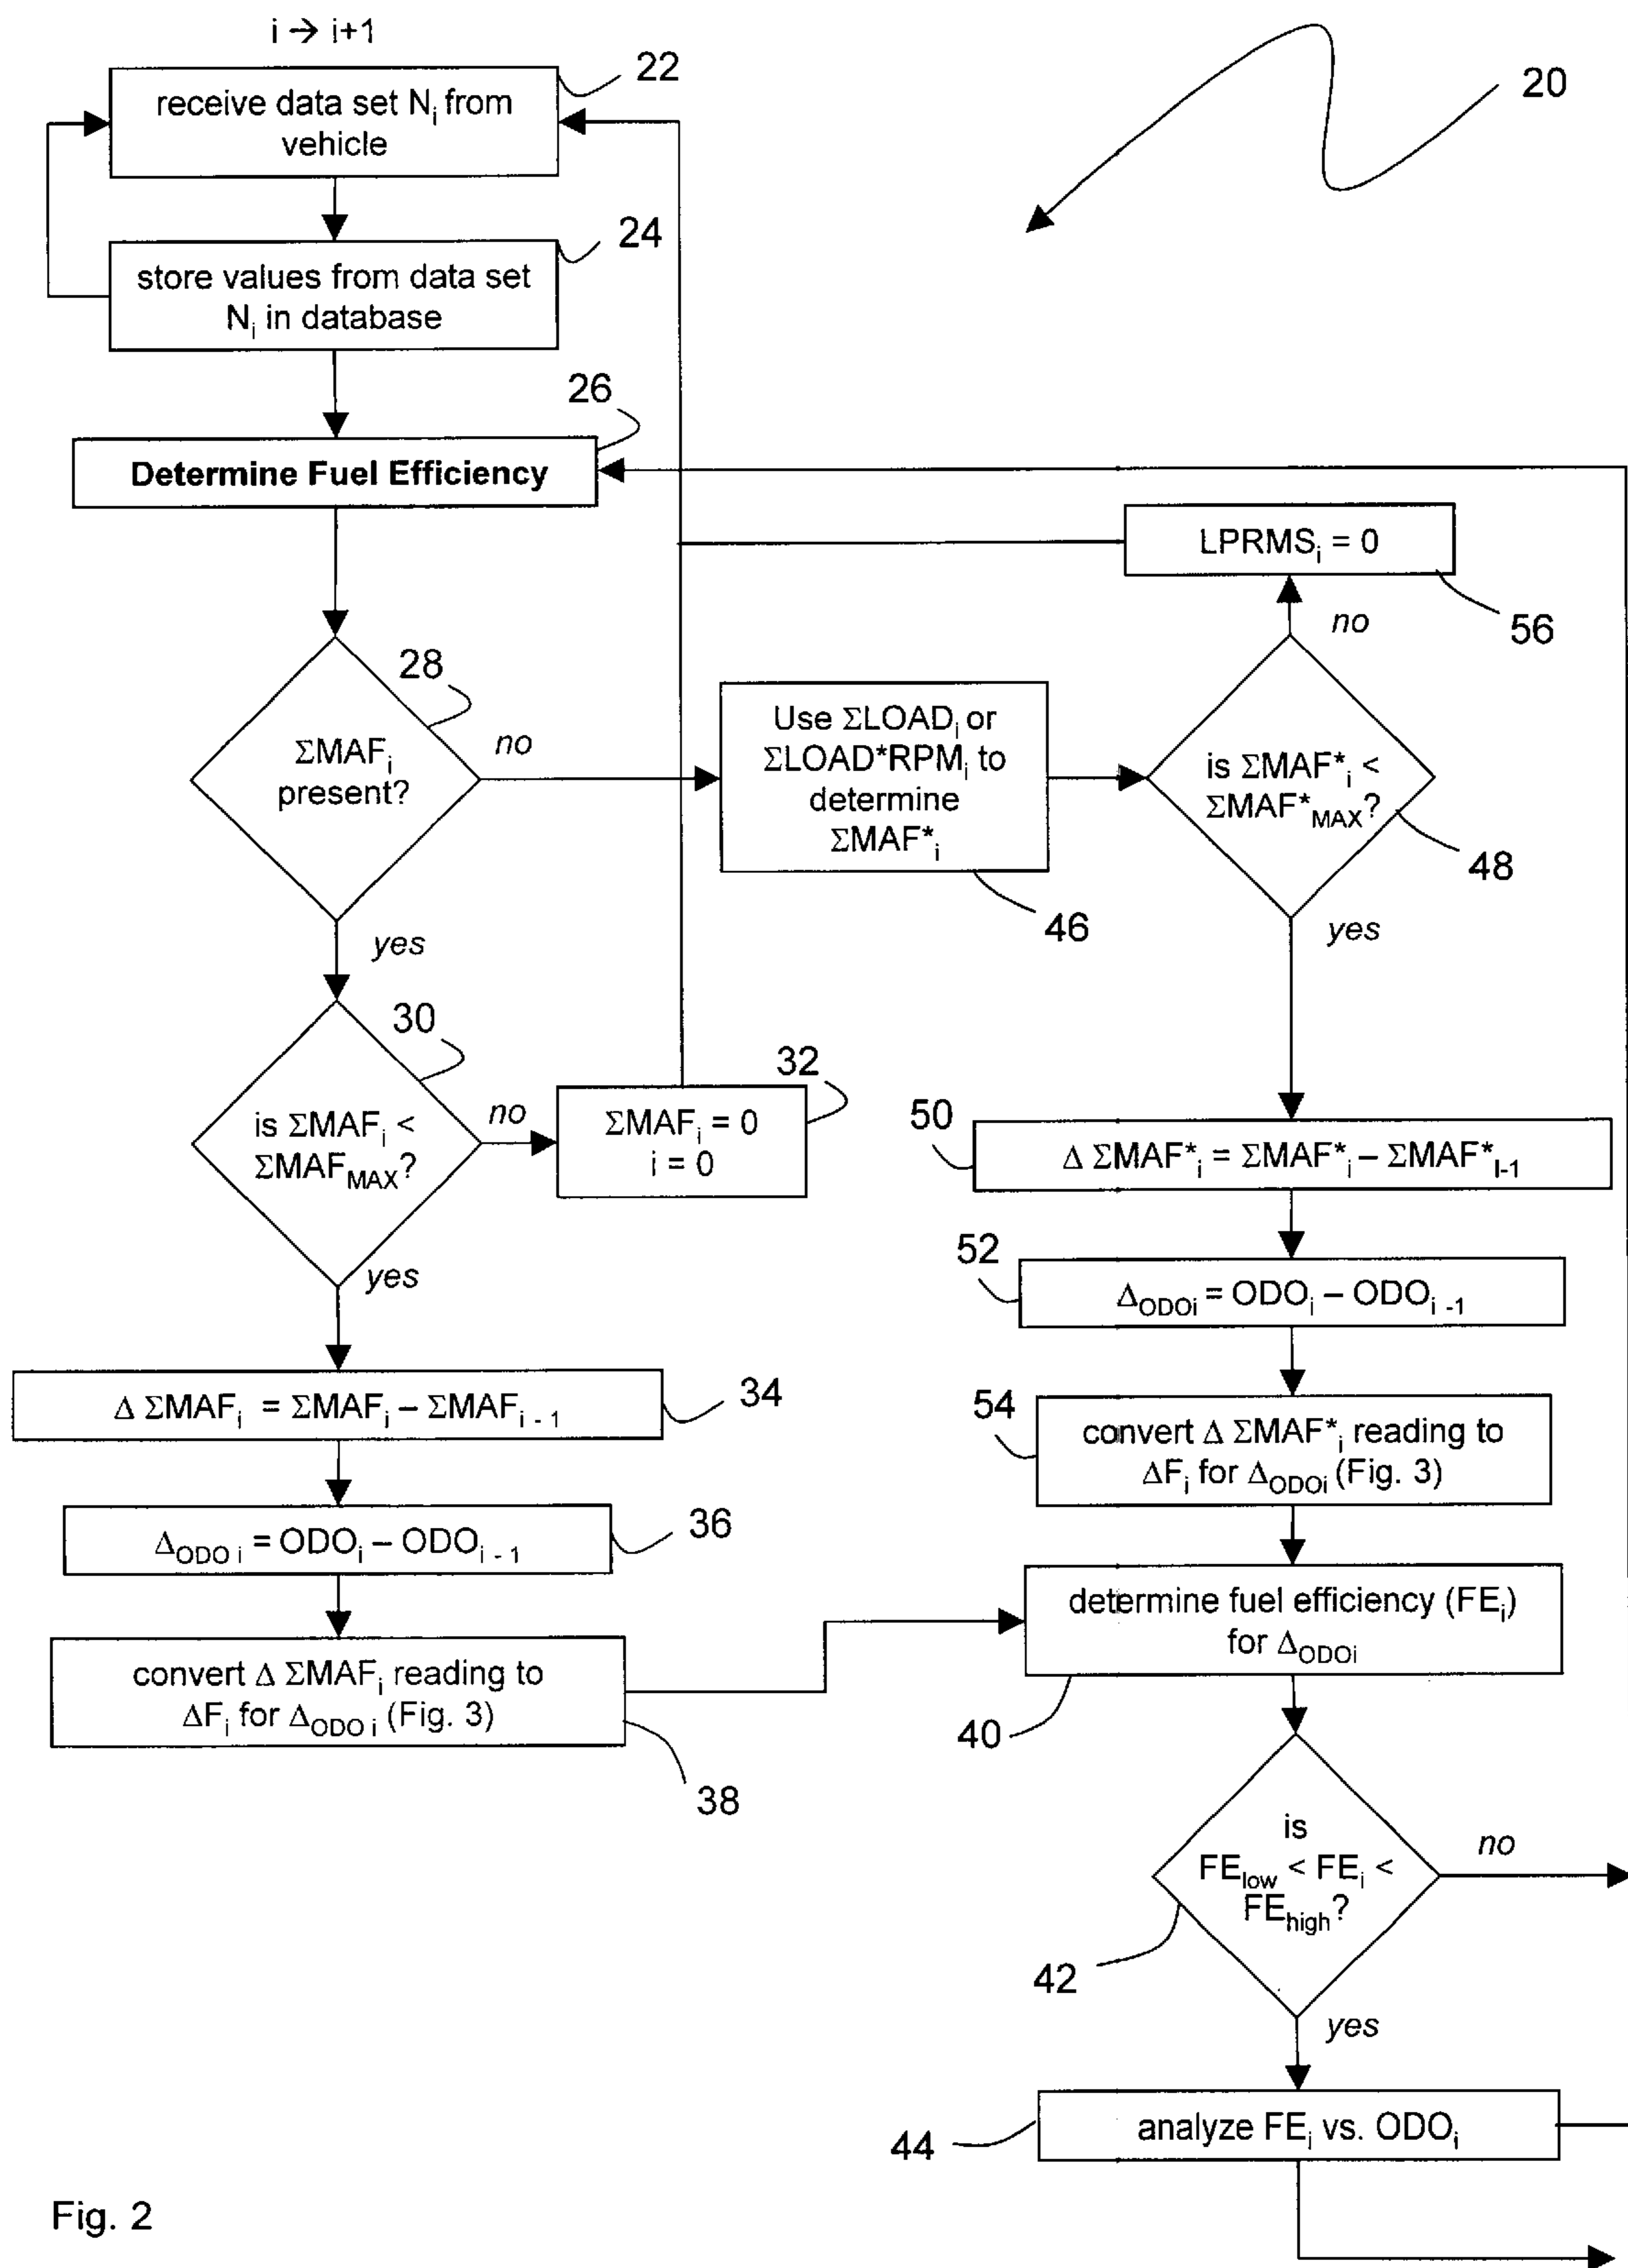 i → i+1
22
receive data set Nᵢ from
vehicle
20
24
store values from data set
Nᵢ in database
26
Determine Fuel Efficiency
LPRMSᵢ = 0
56
no
28
ΣMAFᵢ
present?
no
Use ΣLOADᵢ or
ΣLOAD*RPMᵢ to
determine
ΣMAF*ᵢ
46
is ΣMAF*ᵢ <
ΣMAF*MAX?
48
yes
yes
30
is ΣMAFᵢ <
ΣMAFMAX?
no
32
ΣMAFᵢ = 0
i = 0
yes
50
Δ ΣMAF*ᵢ = ΣMAF*ᵢ – ΣMAF*I-1
52
ΔODOi = ODOᵢ – ODOi -1
34
Δ ΣMAFᵢ = ΣMAFᵢ – ΣMAFi - 1
54
convert Δ ΣMAF*ᵢ reading to
ΔFᵢ for ΔODOi (Fig. 3)
36
ΔODO i = ODOᵢ – ODOi - 1
determine fuel efficiency (FEᵢ)
for ΔODOi
40
convert Δ ΣMAFᵢ reading to
ΔFᵢ for ΔODO i (Fig. 3)
38
is
FElow < FEᵢ <
FEhigh?
no
42
yes
44
analyze FEᵢ vs. ODOᵢ
Fig. 2